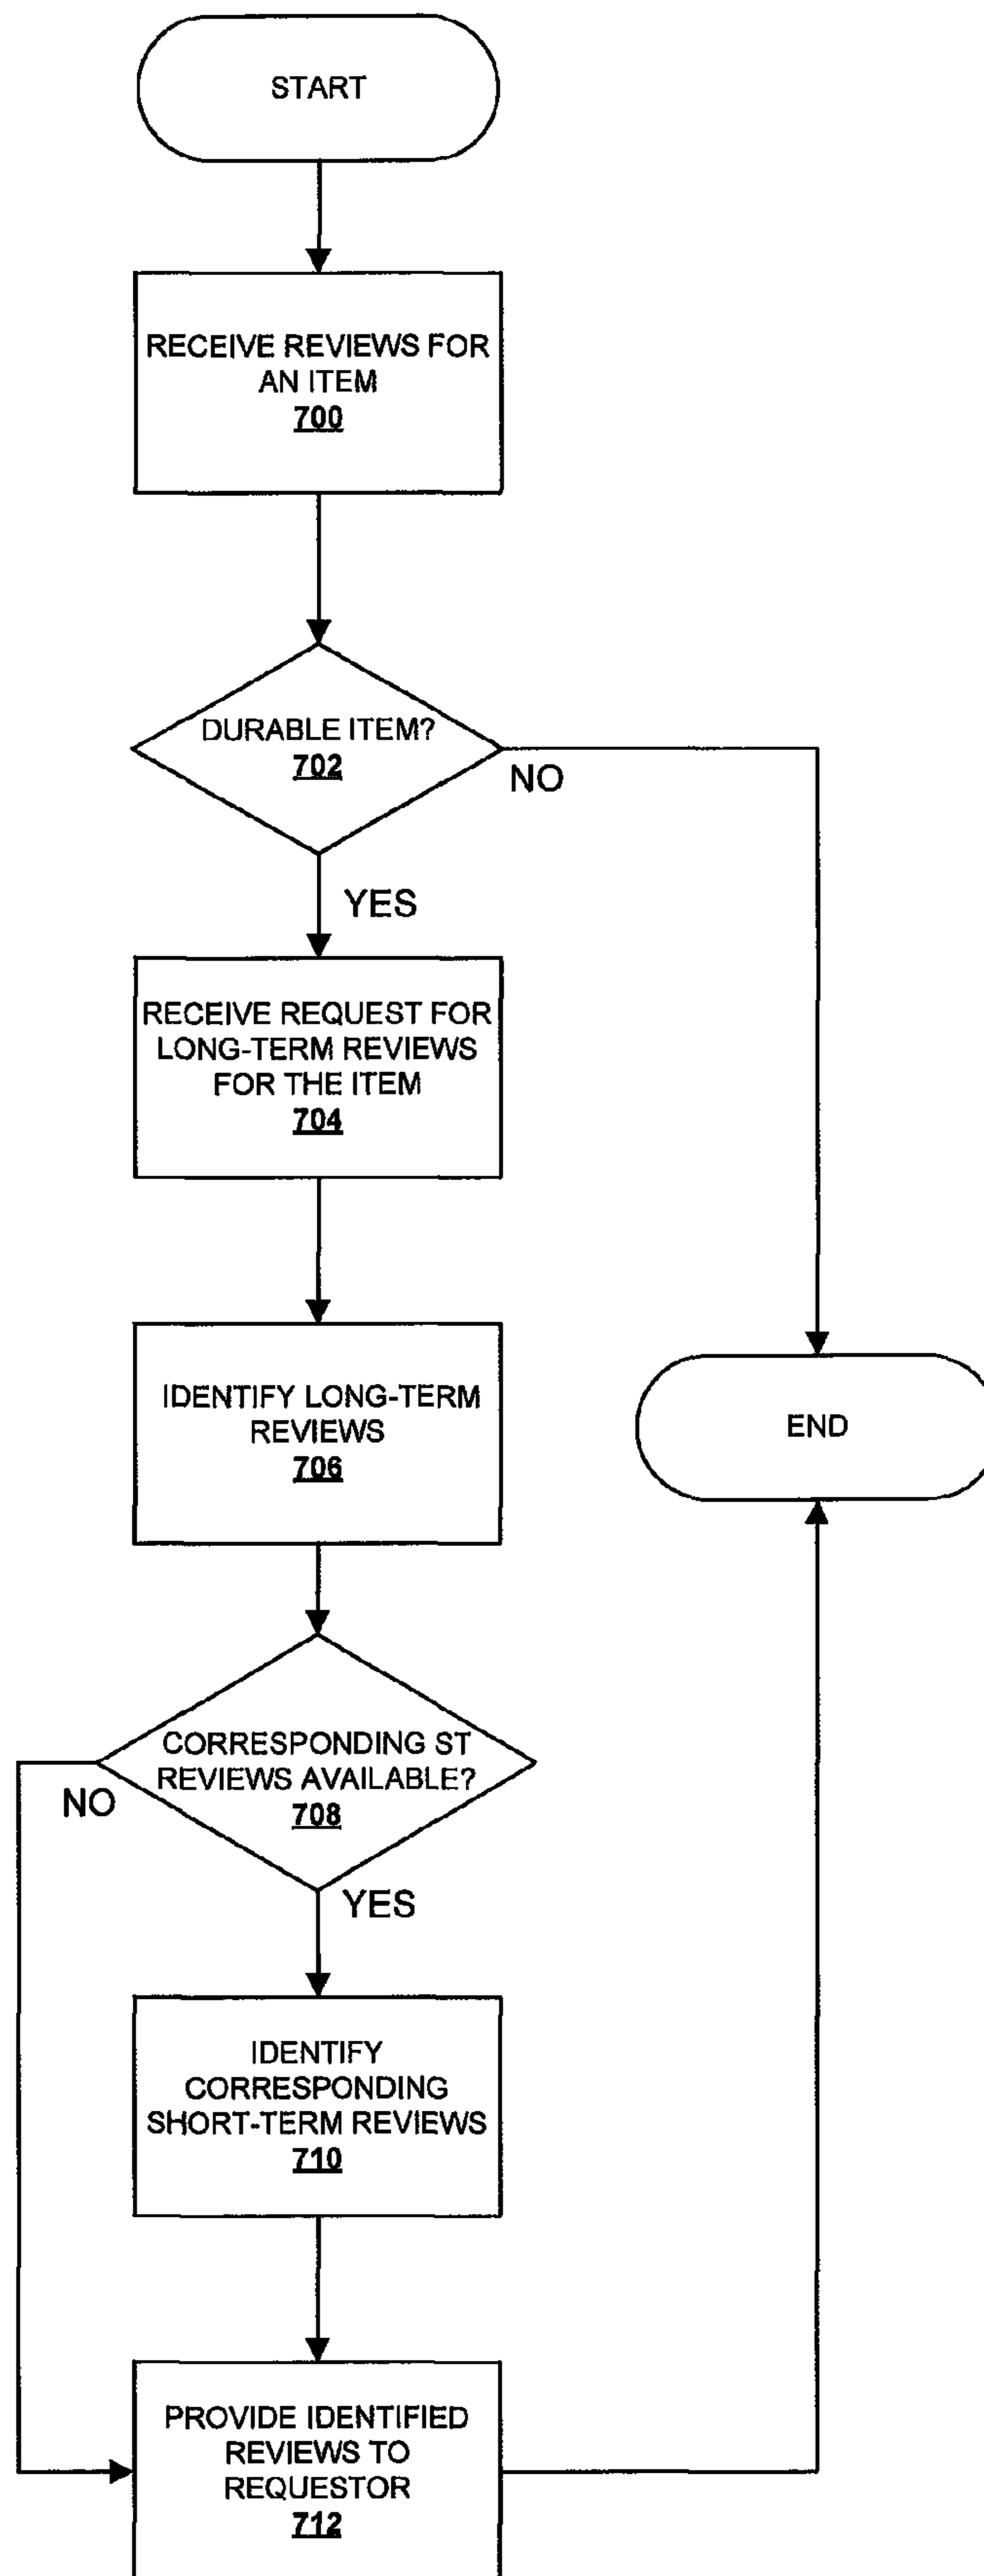 START
RECEIVE REVIEWS FOR
AN ITEM
700
DURABLE ITEM?
702
NO
YES
RECEIVE REQUEST FOR
LONG-TERM REVIEWS
FOR THE ITEM
704
IDENTIFY LONG-TERM
REVIEWS
706
END
CORRESPONDING ST
REVIEWS AVAILABLE?
708
NO
YES
IDENTIFY
CORRESPONDING
SHORT-TERM REVIEWS
710
PROVIDE IDENTIFIED
REVIEWS TO
REQUESTOR
712